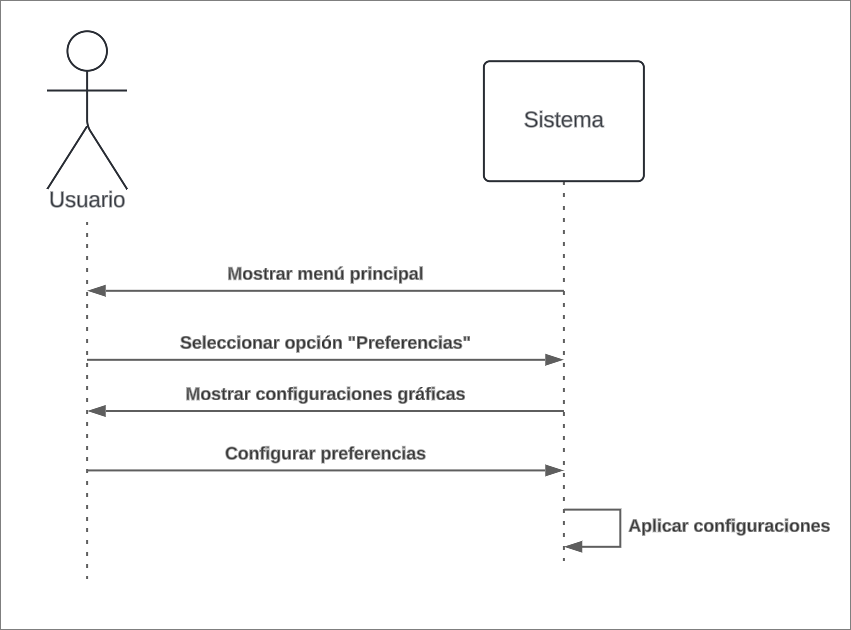 Sistema
Usuario
Mostrar menú principal
Seleccionar opción "Preferencias"
Mostrar configuraciones gráficas
Configurar preferencias
Aplicar configuraciones